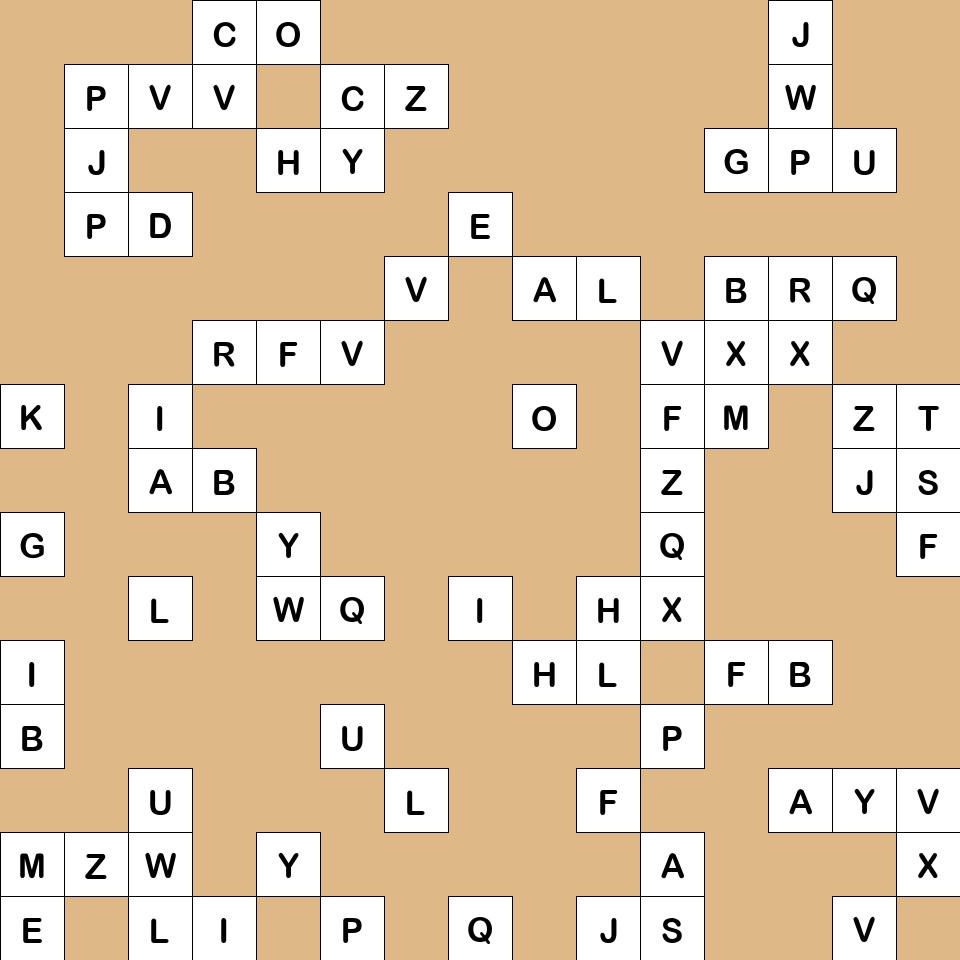 C O J
P V V C Z W
J H Y G P U
P D E
V A L B R Q
R F V V X X
K I O F M Z T
A B Z J S
G Y Q F
L W Q I H X
I H L F B
B U P
U L F A Y V
M Z W Y A X
E L I P Q J S V